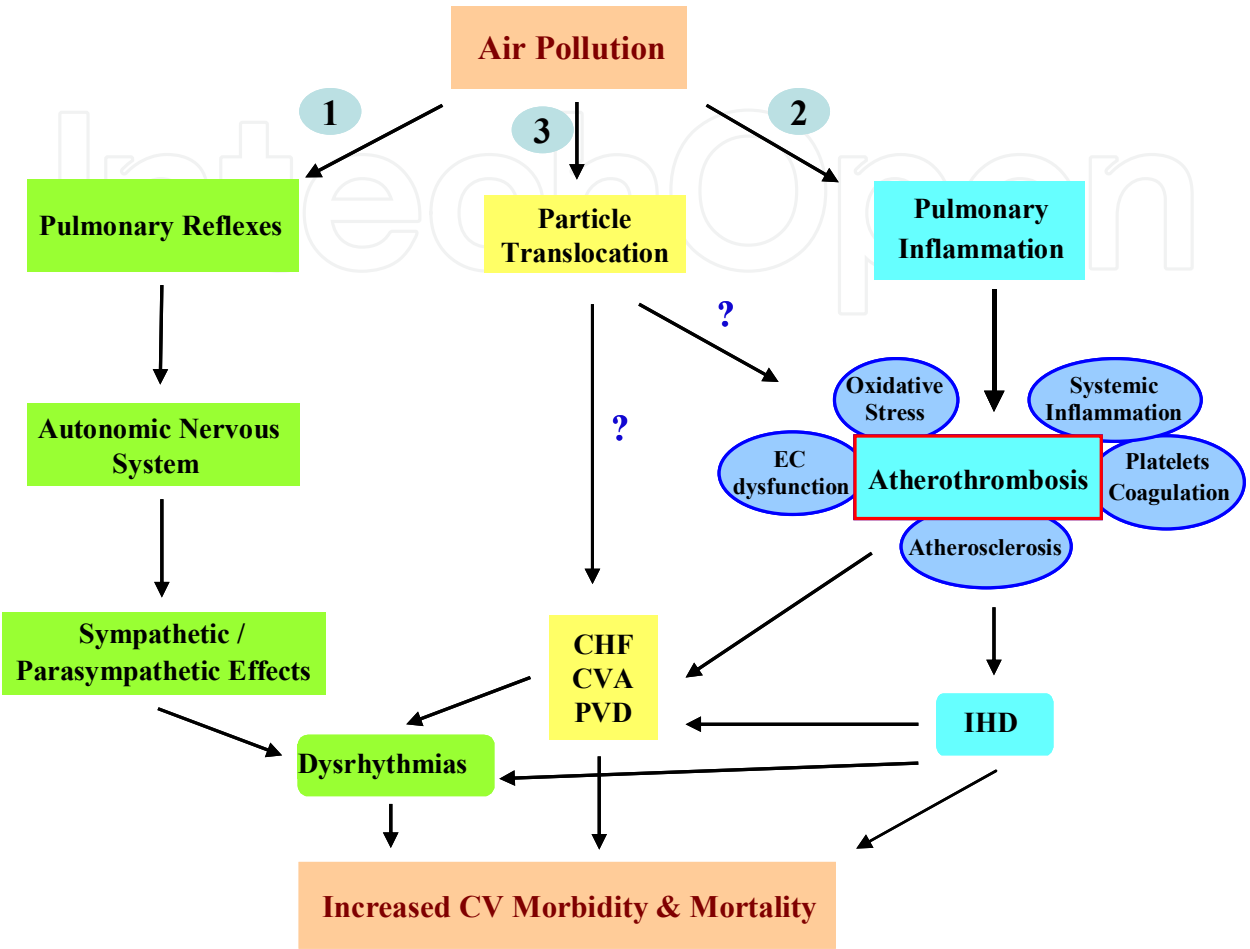 Air Pollution
1
3
2
IntechOpen
Pulmonary Reflexes
Particle
Translocation
Pulmonary
Inflammation
?
?
Oxidative
Stress
Systemic
Inflammation
Autonomic Nervous
System
EC
dysfunction
Atherothrombosis
Platelets
Coagulation
Atherosclerosis
Sympathetic /
Parasympathetic Effects
CHF
CVA
PVD
IHD
Dysrhythmias
Increased CV Morbidity & Mortality